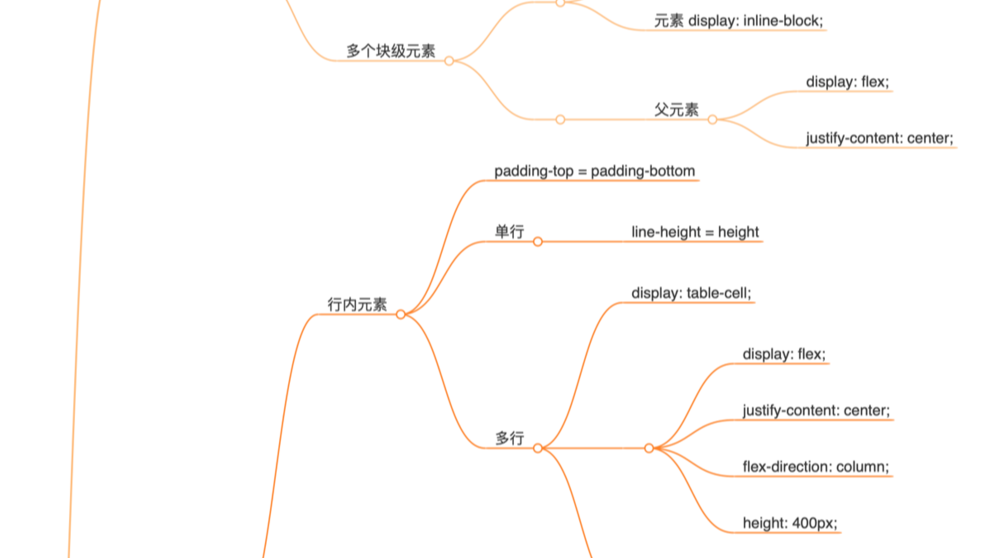 元素 display: inline-block;
多个块级元素
display: flex;
父元素
justify-content: center;
padding-top = padding-bottom
单行
line-height = height
display: table-cell;
行内元素
display: flex;
justify-content: center;
多行
flex-direction: column;
height: 400px;